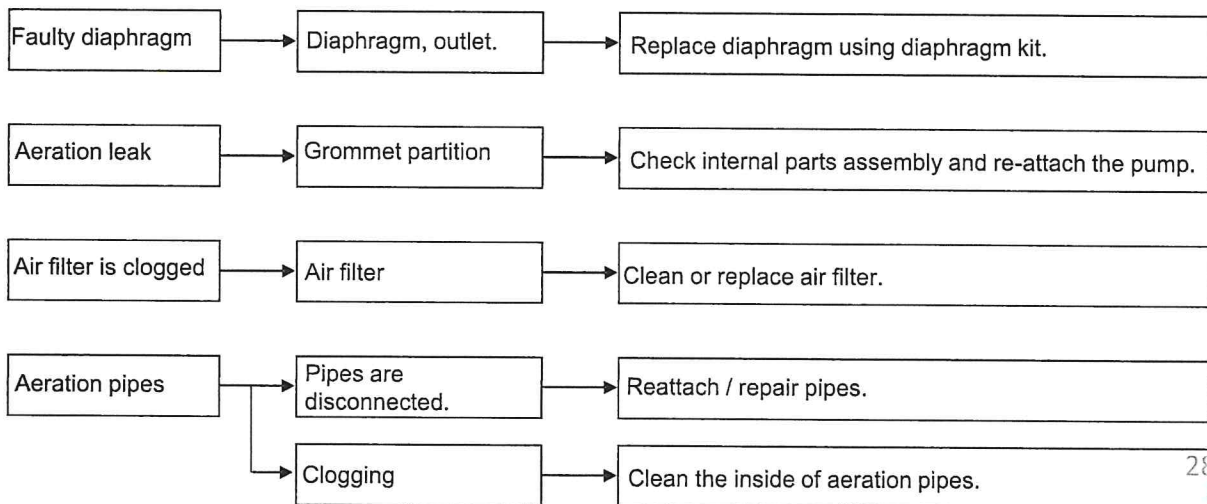 Faulty diaphragm
Diaphragm, outlet.
Replace diaphragm using diaphragm kit.
Aeration leak
Grommet partition
Check internal parts assembly and re-attach the pump.
Air filter is clogged
Air filter
Clean or replace air filter.
Aeration pipes
Pipes are
disconnected.
Reattach / repair pipes.
Clogging
Clean the inside of aeration pipes.
28